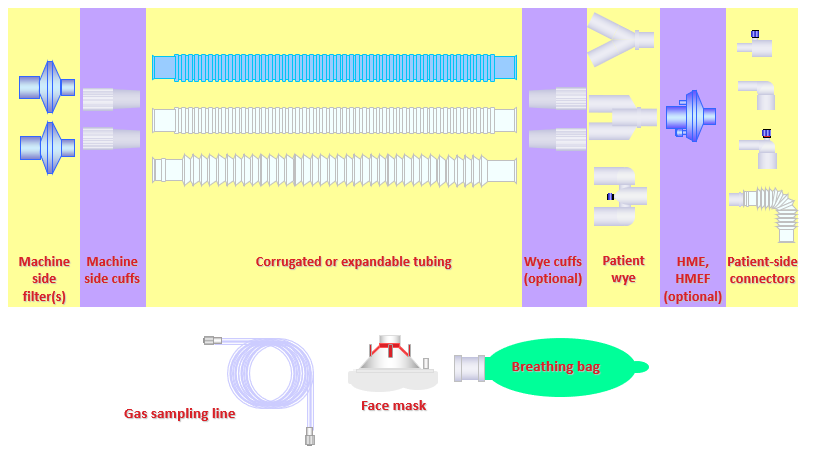 Machine
side
filter(s)
Machine
side cuffs
Corrugated or expandable tubing
Wye cuffs
(optional)
Patient
wye
HME,
HMEF
(optional)
Patient-side
connectors
Gas sampling line
Face mask
Breathing bag